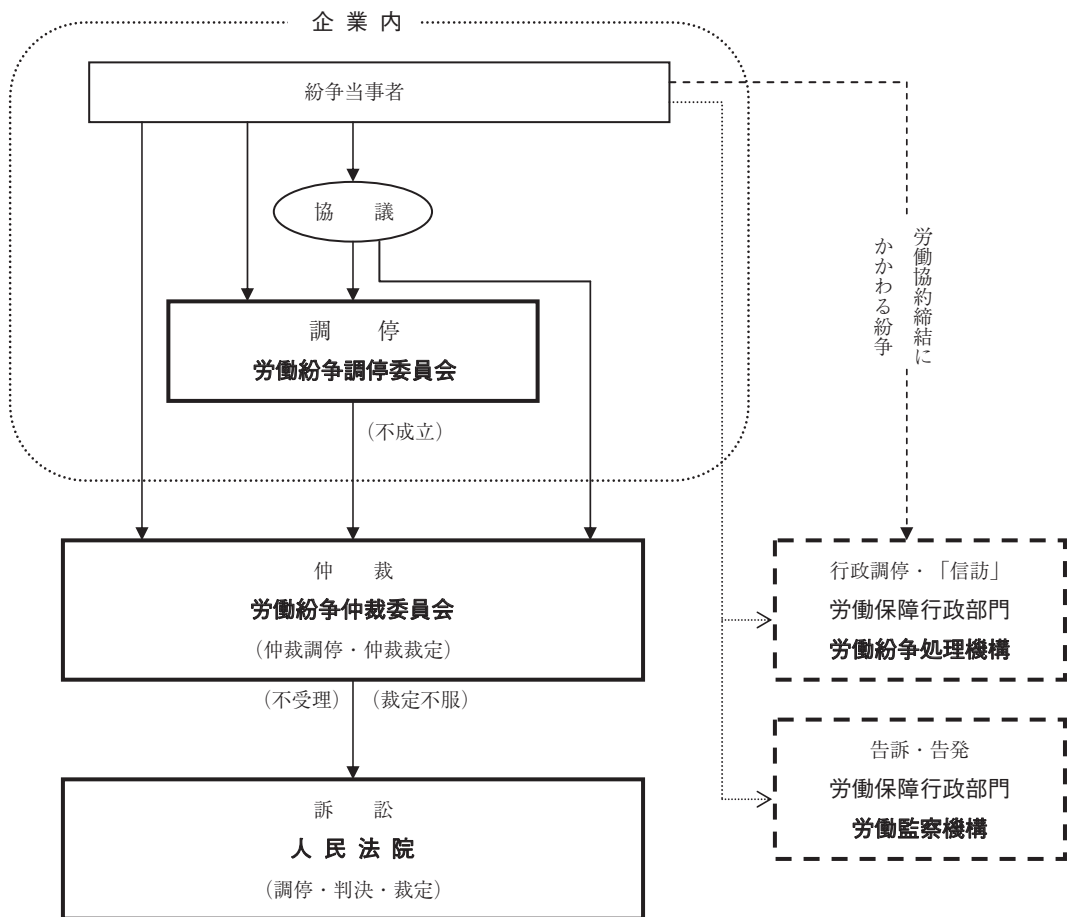 企業内
紛争当事者
協議
調停
労働紛争調停委員会
(不成立)
労働協約締結に
かかわる紛争
仲裁
労働紛争仲裁委員会
(仲裁調停・仲裁裁定)
(不受理) (裁定不服)
訴訟
人民法院
(調停・判決・裁定)
行政調停・「信訪」
労働保障行政部門
労働紛争処理機構
告訴・告発
労働保障行政部門
労働監察機構